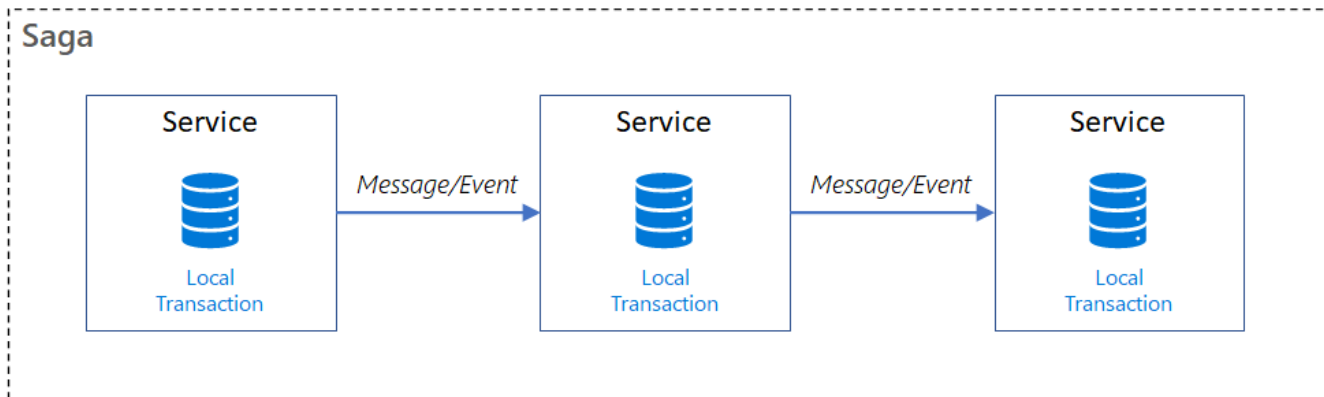 Saga
Service
Service
Service
Message/Event
Message/Event
Local
Transaction
Local
Transaction
Local
Transaction